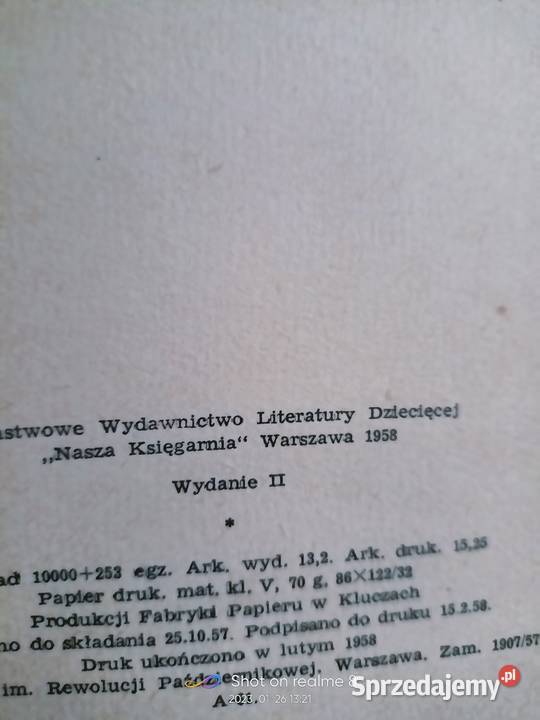 astwowe Wydawnictwo Literatury Dziecięcej
„Nasza Księgarnia" Warszawa 1958
Wydanie II
*
ad 10000+253 egz. Ark. wyd. 13,2. Ark. druk. 15,25
Papier druk. mat. kl. V, 70 g, 86×122/32
Produkcji Fabryki Papieru w Kluczach
no do składania 25.10.57. Podpisano do druku 15.2.58.
Druk ukończono w lutym 1958
im. Rewolucji Październikowej, Warszawa. Zam. 1907/57
Shot on realme 8
2023.01.26 13:21
Sprzedajemy.pl